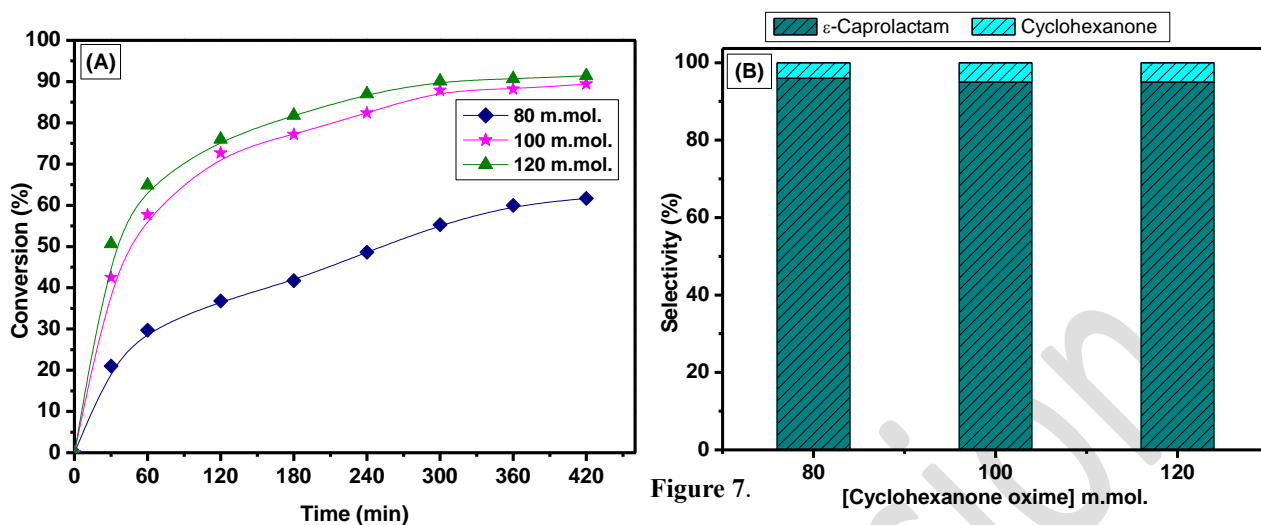 (A)
Conversion (%)
100
90
80
70
60
50
40
30
20
10
0
80 m.mol.
100 m.mol.
120 m.mol.
0 60 120 180 240 300 360 420
Time (min)
ε-Caprolactam Cyclohexanone
(B)
Selectivity (%)
100
80
60
40
20
0
80 100 120
[Cyclohexanone oxime] m.mol.
Figure 7.